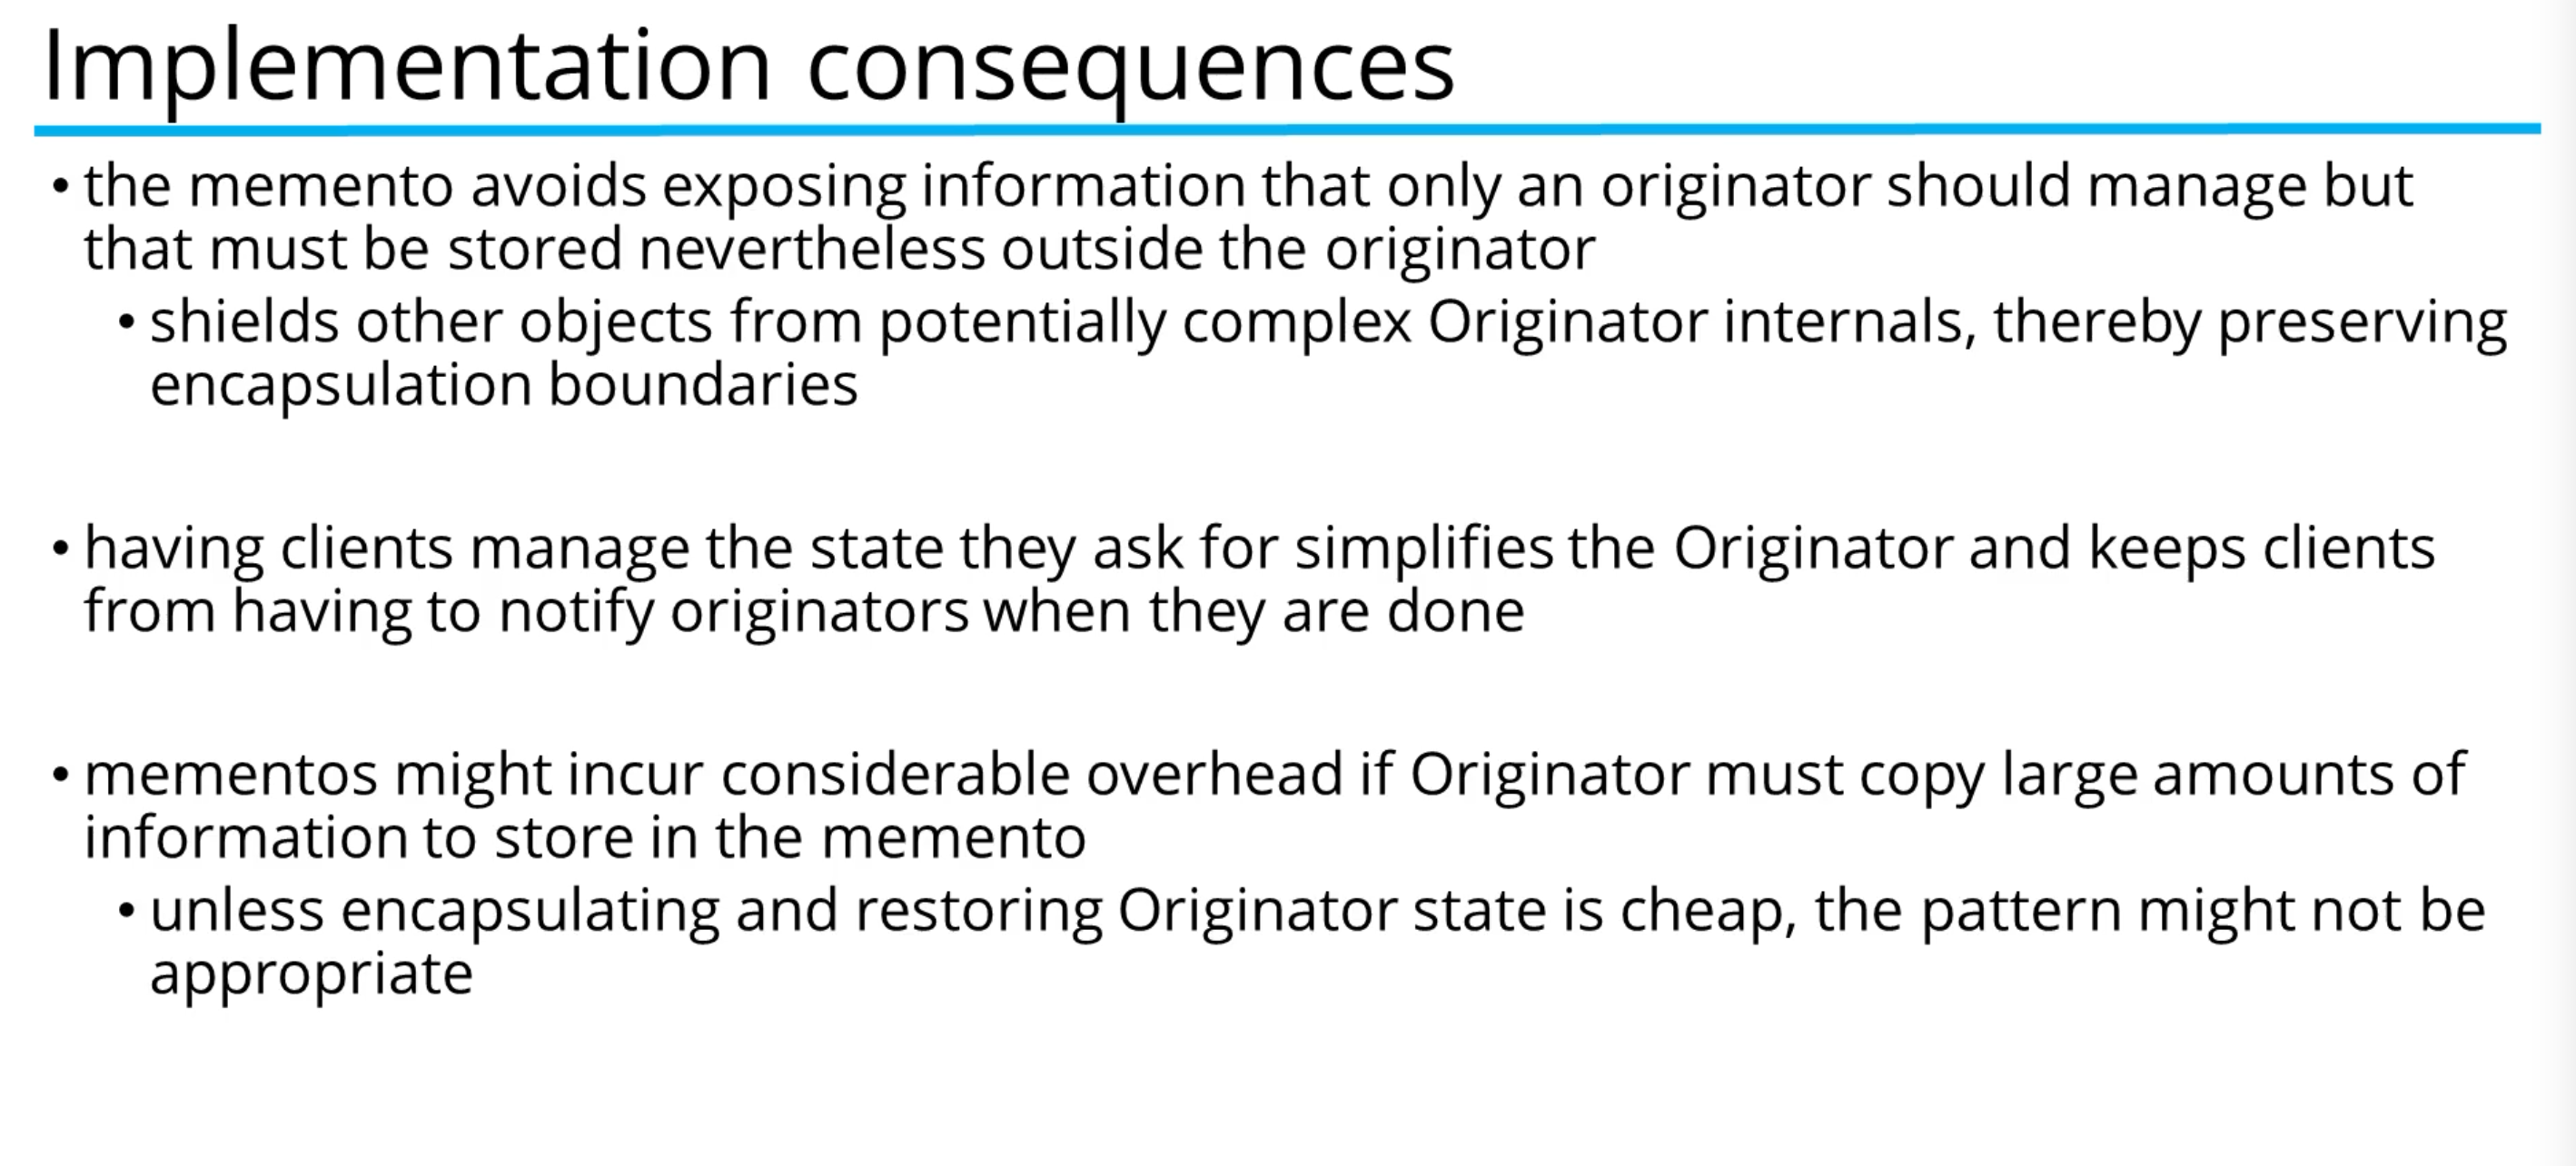 Implementation consequences
• the memento avoids exposing information that only an originator should manage but
that must be stored nevertheless outside the originator
• shields other objects from potentially complex Originator internals, thereby preserving
encapsulation boundaries
• having clients manage the state they ask for simplifies the Originator and keeps clients
from having to notify originators when they are done
• mementos might incur considerable overhead if Originator must copy large amounts of
information to store in the memento
• unless encapsulating and restoring Originator state is cheap, the pattern might not be
appropriate